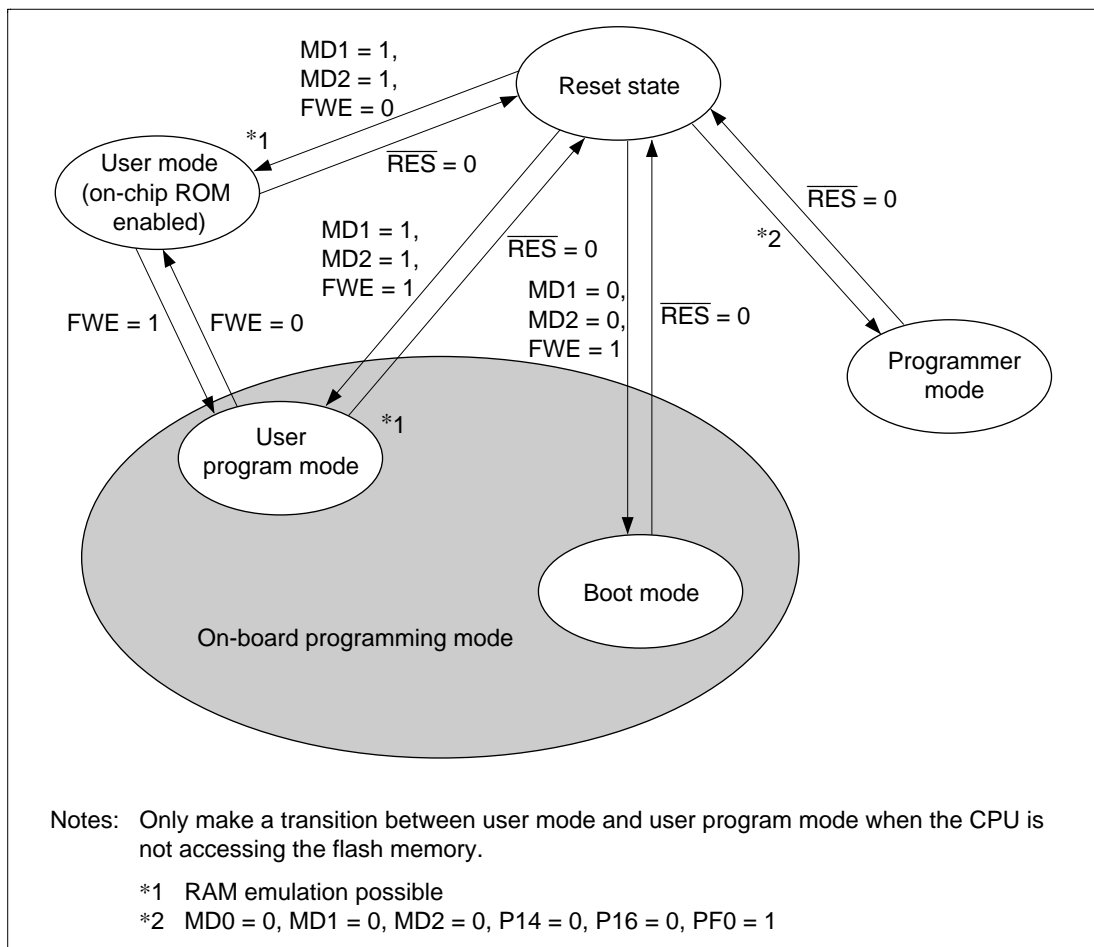 MD1 = 1,
MD2 = 1,
FWE = 0
Reset state
*1
User mode
(on-chip ROM
enabled)
RES = 0
MD1 = 1,
MD2 = 1,
FWE = 1
RES = 0
*2
RES = 0
FWE = 1
FWE = 0
MD1 = 0,
MD2 = 0,
FWE = 1
RES = 0
Programmer
mode
User
program mode
*1
Boot mode
On-board programming mode
Notes: Only make a transition between user mode and user program mode when the CPU is
not accessing the flash memory.
*1 RAM emulation possible
*2 MD0 = 0, MD1 = 0, MD2 = 0, P14 = 0, P16 = 0, PF0 = 1